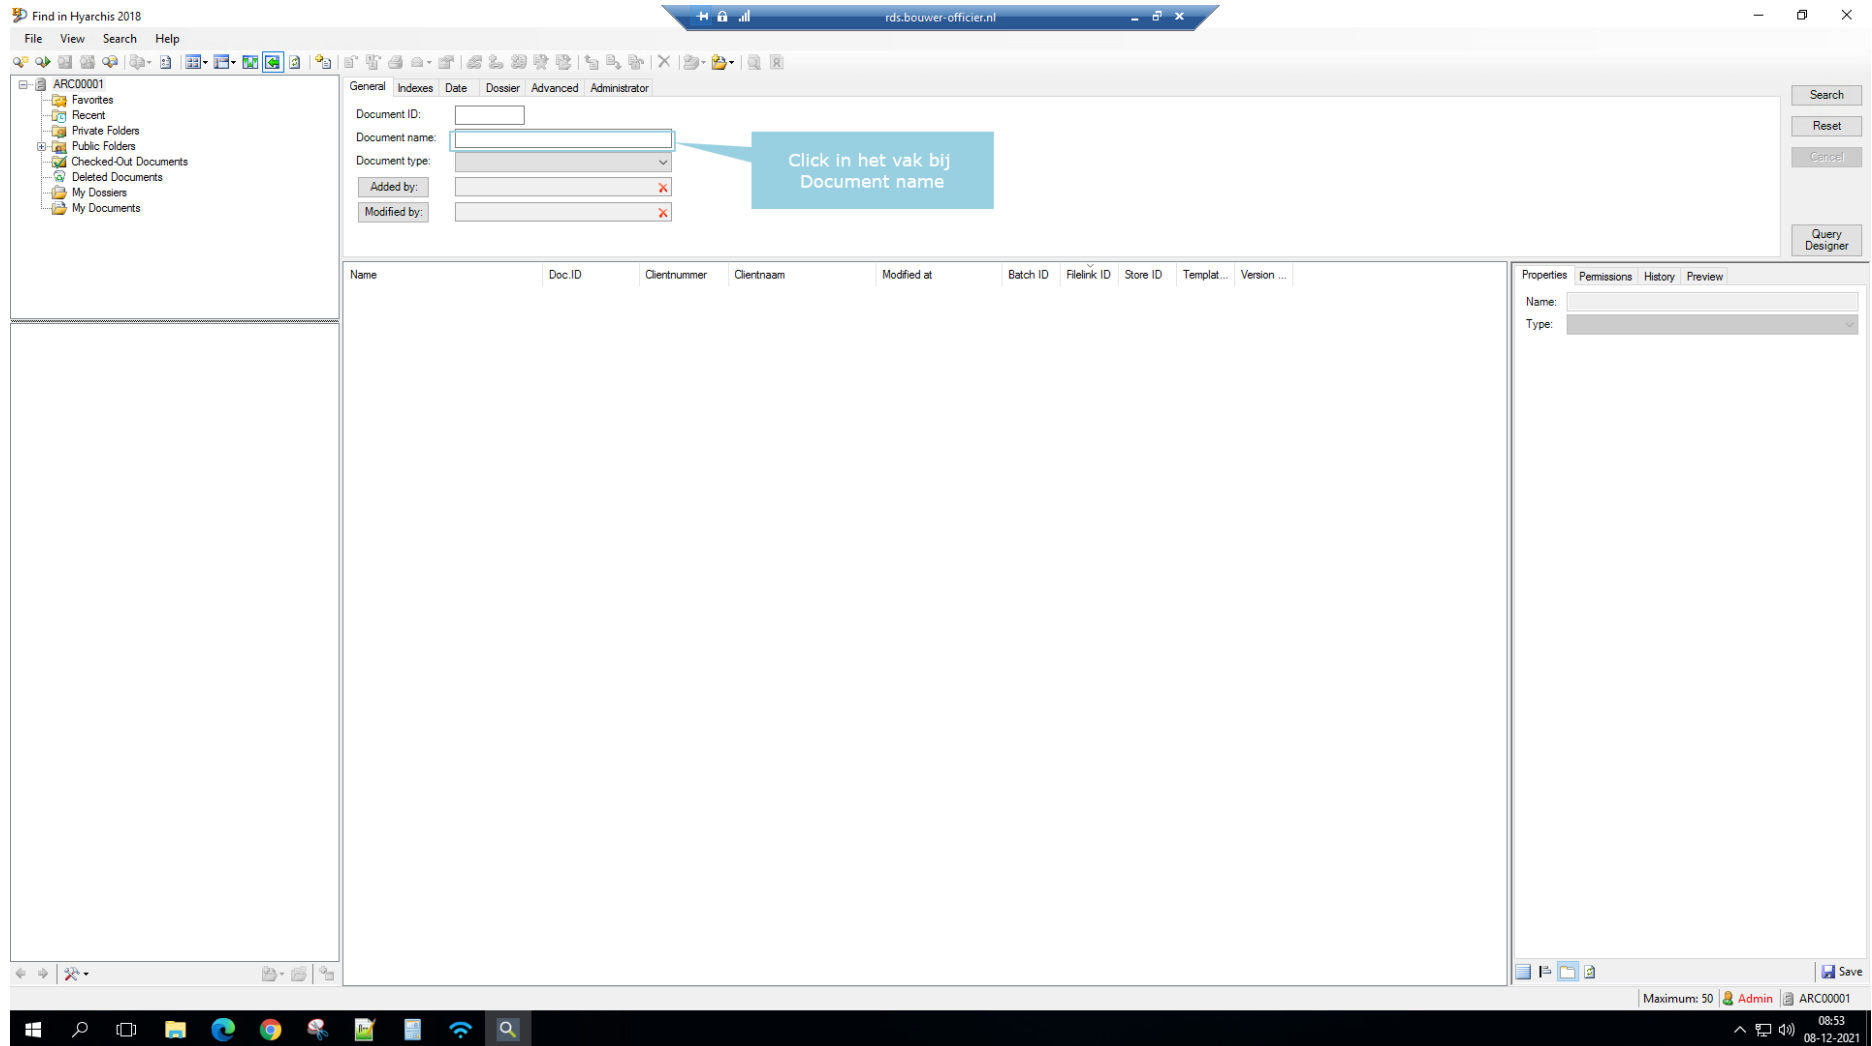 Find in Hyarchis 2018
rds.bouwer-officier.nl
File View Search Help
ARC00001
Favorites
Recent
Private Folders
Public Folders
Checked-Out Documents
Deleted Documents
My Dossiers
My Documents
General Indexes Date Dossier Advanced Administrator
Document ID:
Document name:
Document type:
Added by:
Modified by:
Click in het vak bij
Document name
Search
Reset
Cancel
Query
Designer
Name Doc.ID Clientnummer Clientnaam Modified at Batch ID Filelink ID Store ID Templat... Version ...
Properties Permissions History Preview
Name:
Type:
Save
Maximum: 50 Admin ARC00001
08:53
08-12-2021